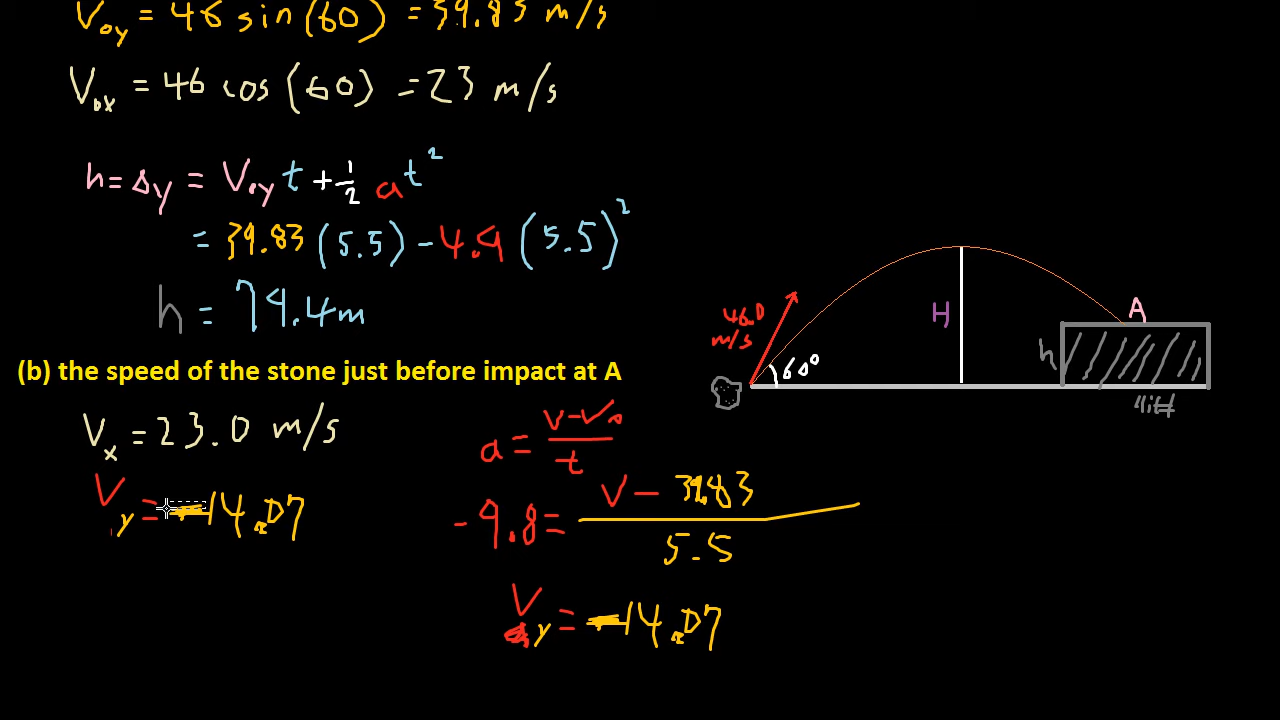 Voy = 46 sin(60) = 39.83 m/s
Vox = 46 cos(60) = 23 m/s
h = Δy = Voyt + 1/2 at²
= 39.83 (5.5) - 4.9 (5.5)²
h = 79.4m
(b) the speed of the stone just before impact at A
Vx = 23.0 m/s
Vy = -14.07
a = v-vo / t
-9.8 = v - 39.83 / 5.5
Vy = -14.07
46.0
m/s
60°
H
A
h